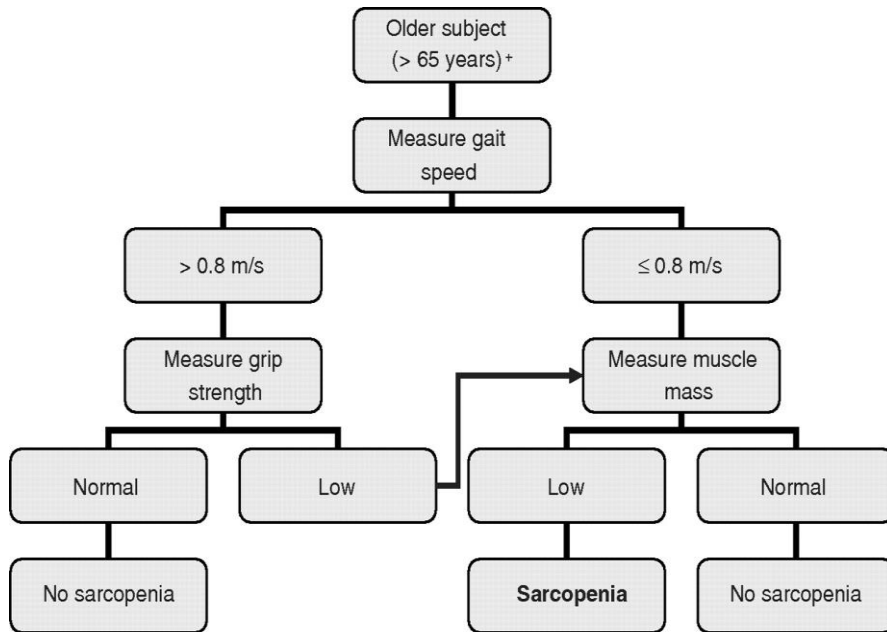 Older subject
(> 65 years)⁺
Measure gait
speed
> 0.8 m/s
≤ 0.8 m/s
Measure grip
strength
Measure muscle
mass
Normal
Low
Low
Normal
No sarcopenia
Sarcopenia
No sarcopenia